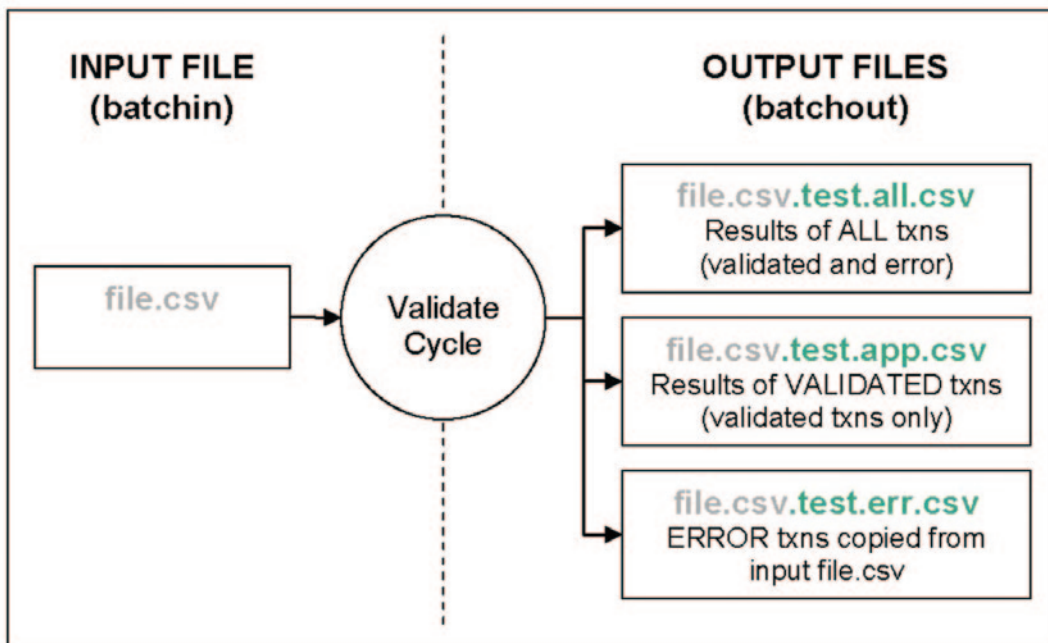 INPUT FILE
(batchin)
OUTPUT FILES
(batchout)
file.csv
Validate
Cycle
file.csv.test.all.csv
Results of ALL txns
(validated and error)
file.csv.test.app.csv
Results of VALIDATED txns
(validated txns only)
file.csv.test.err.csv
ERROR txns copied from
input file.csv